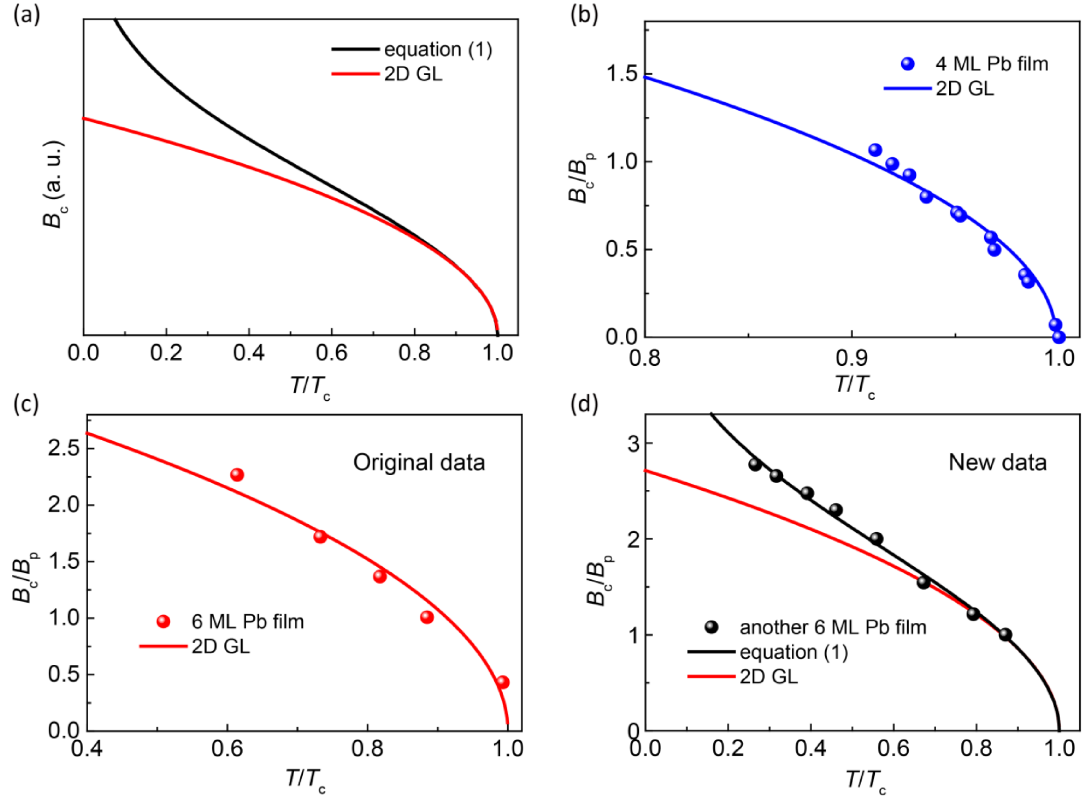 (a)
equation (1)
2D GL
B_c (a. u.)
0.0 0.2 0.4 0.6 0.8 1.0
T/T_c
(b)
4 ML Pb film
2D GL
B_c/B_p
1.5
1.0
0.5
0.0
0.8 0.9 1.0
T/T_c
(c)
Original data
6 ML Pb film
2D GL
B_c/B_p
2.5
2.0
1.5
1.0
0.5
0.0
0.4 0.6 0.8 1.0
T/T_c
(d)
New data
another 6 ML Pb film
equation (1)
2D GL
B_c/B_p
3
2
1
0
0.0 0.2 0.4 0.6 0.8 1.0
T/T_c